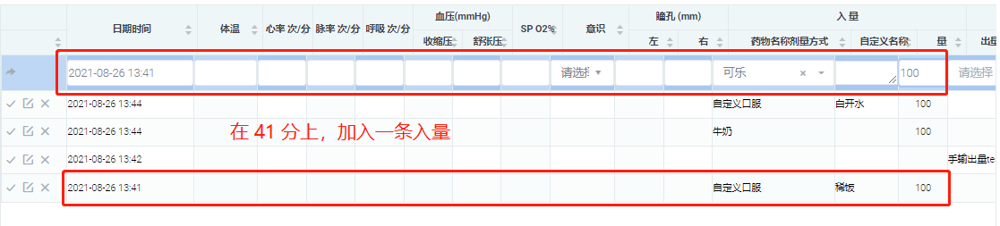 日期时间 体温 心率 次/分 脉率 次/分 呼吸 次/分 血压(mmHg) SP O2% 意识 瞳孔 (mm) 入 量
收缩压 舒张压 左 右 药物名称剂量方式 自定义名称 量 出量
2021-08-26 13:41 请选择 可乐 × 100 请选择
2021-08-26 13:44 自定义口服 白开水 100
在 41 分上，加入一条入量
2021-08-26 13:44 牛奶 100
2021-08-26 13:42 手输出量te
2021-08-26 13:41 自定义口服 稀饭 100